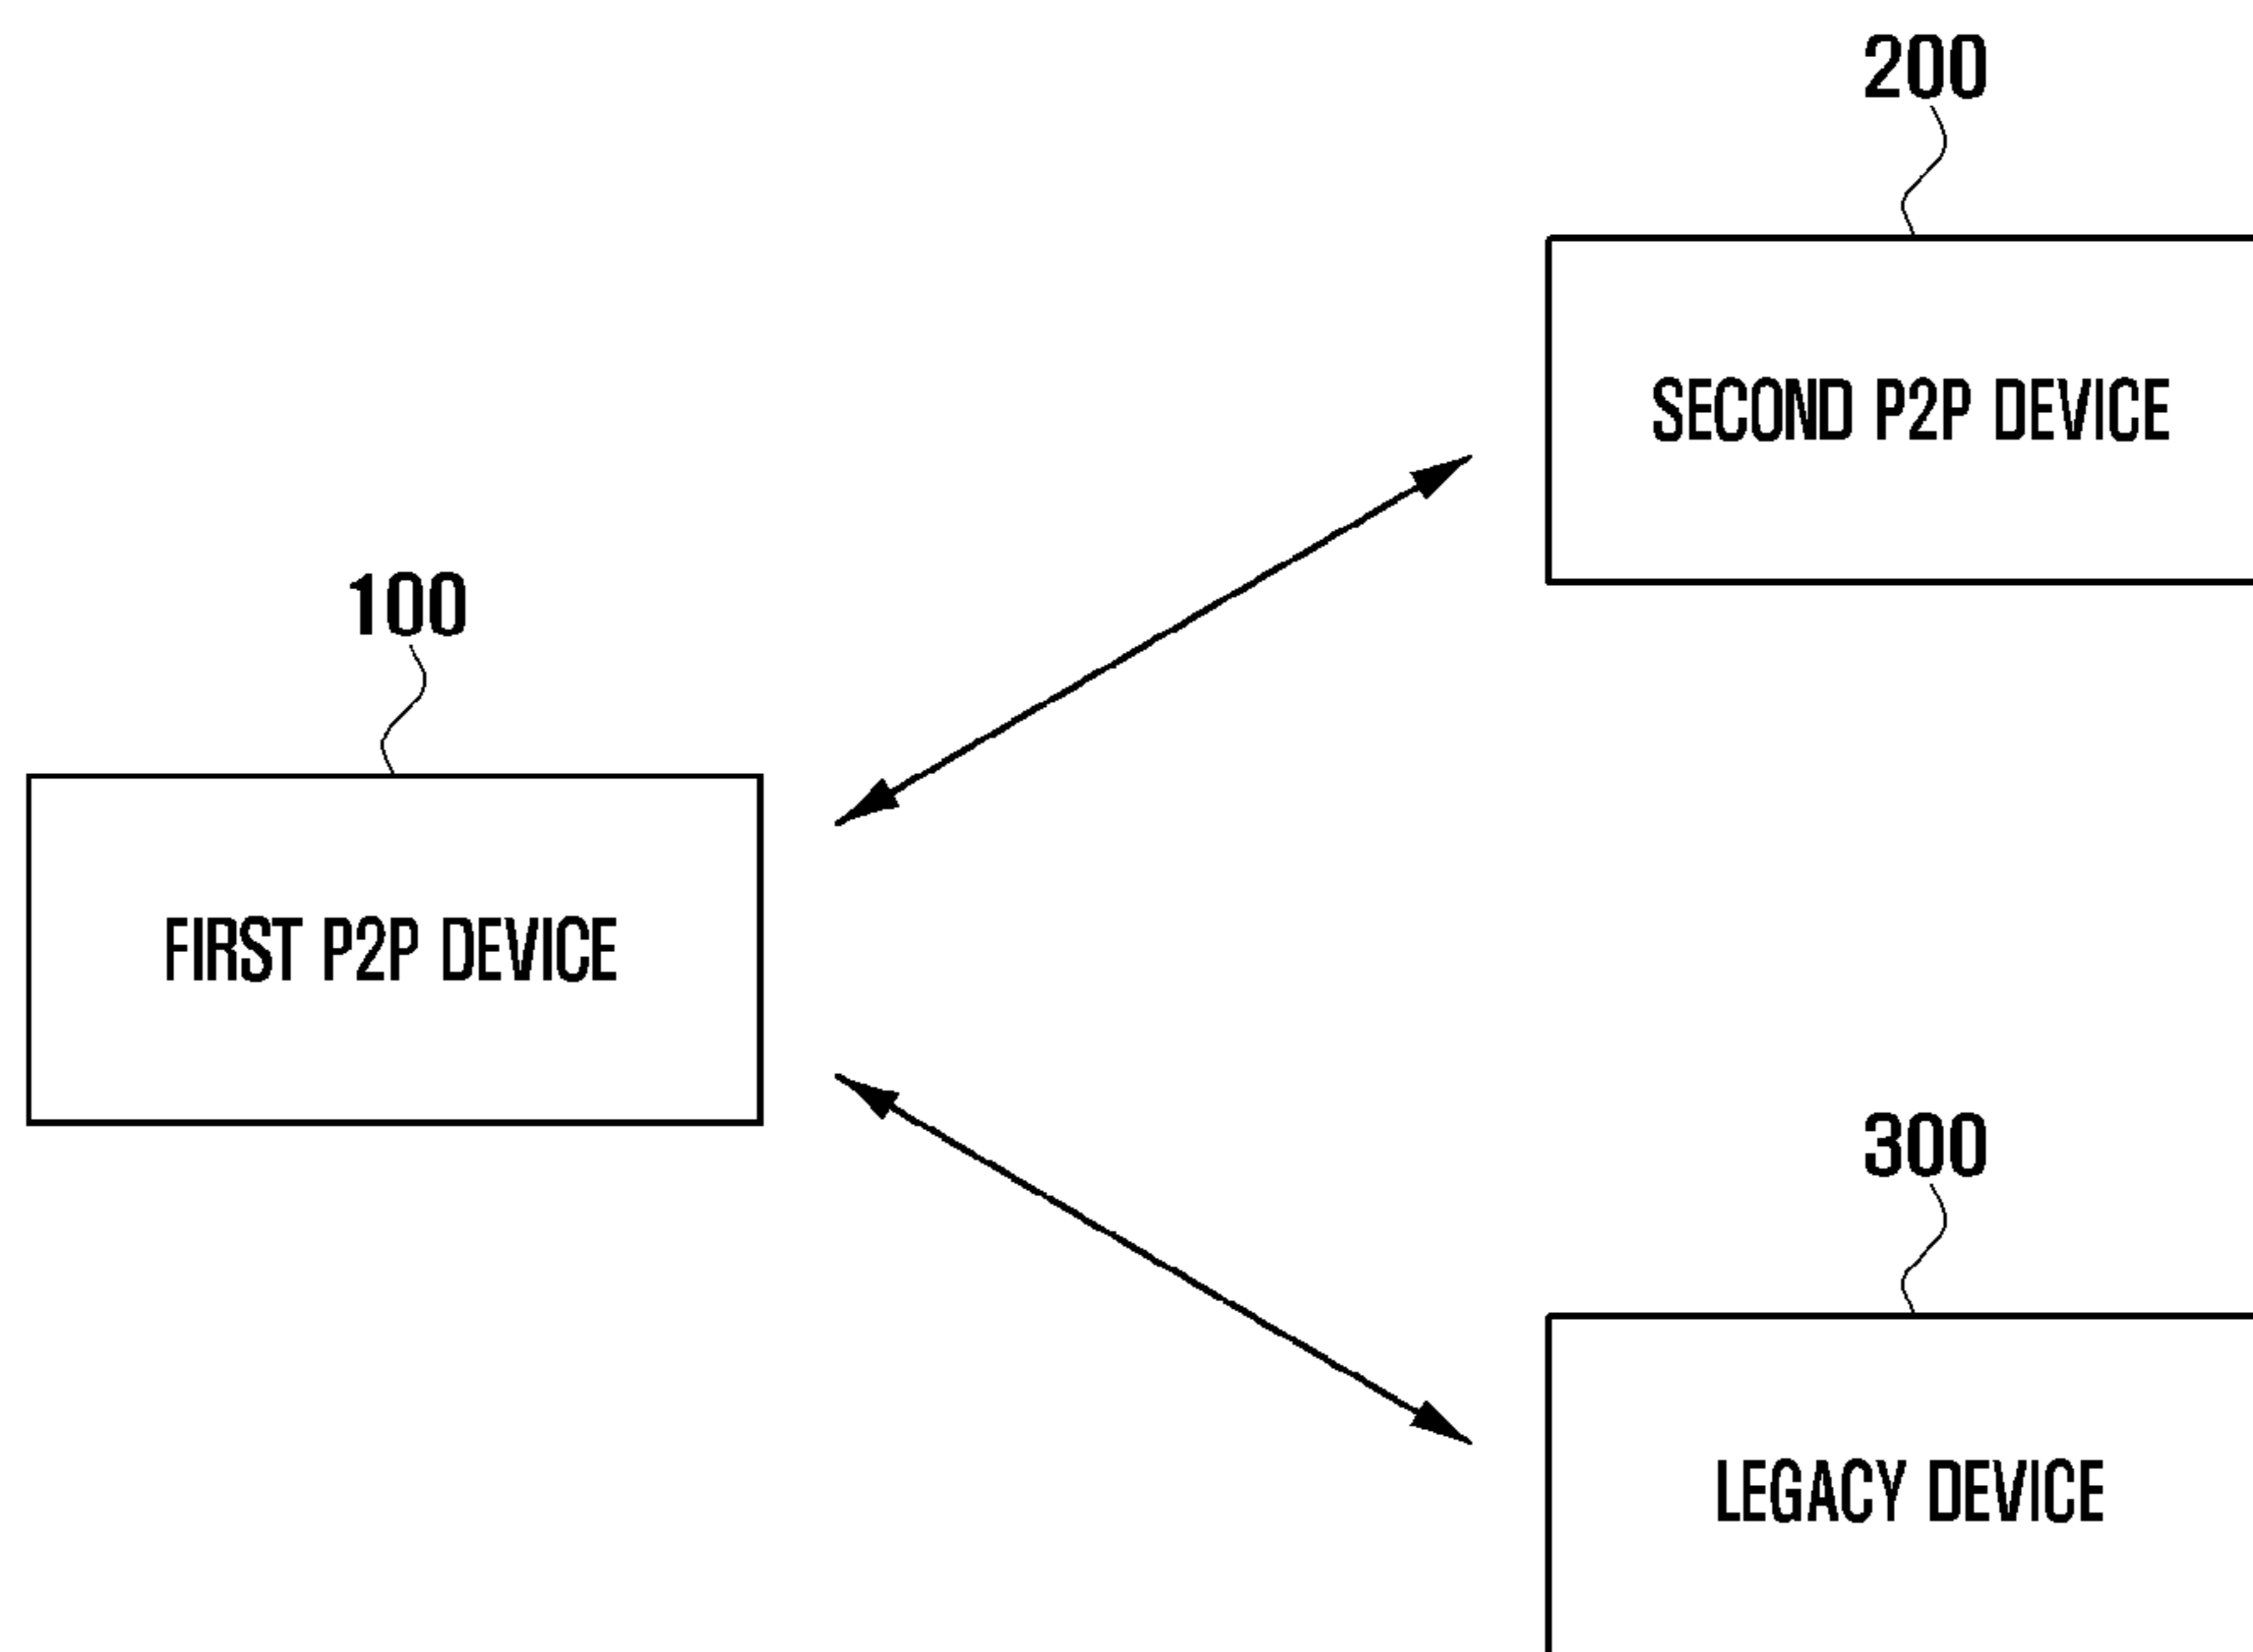 200
SECOND P2P DEVICE
100
FIRST P2P DEVICE
300
LEGACY DEVICE